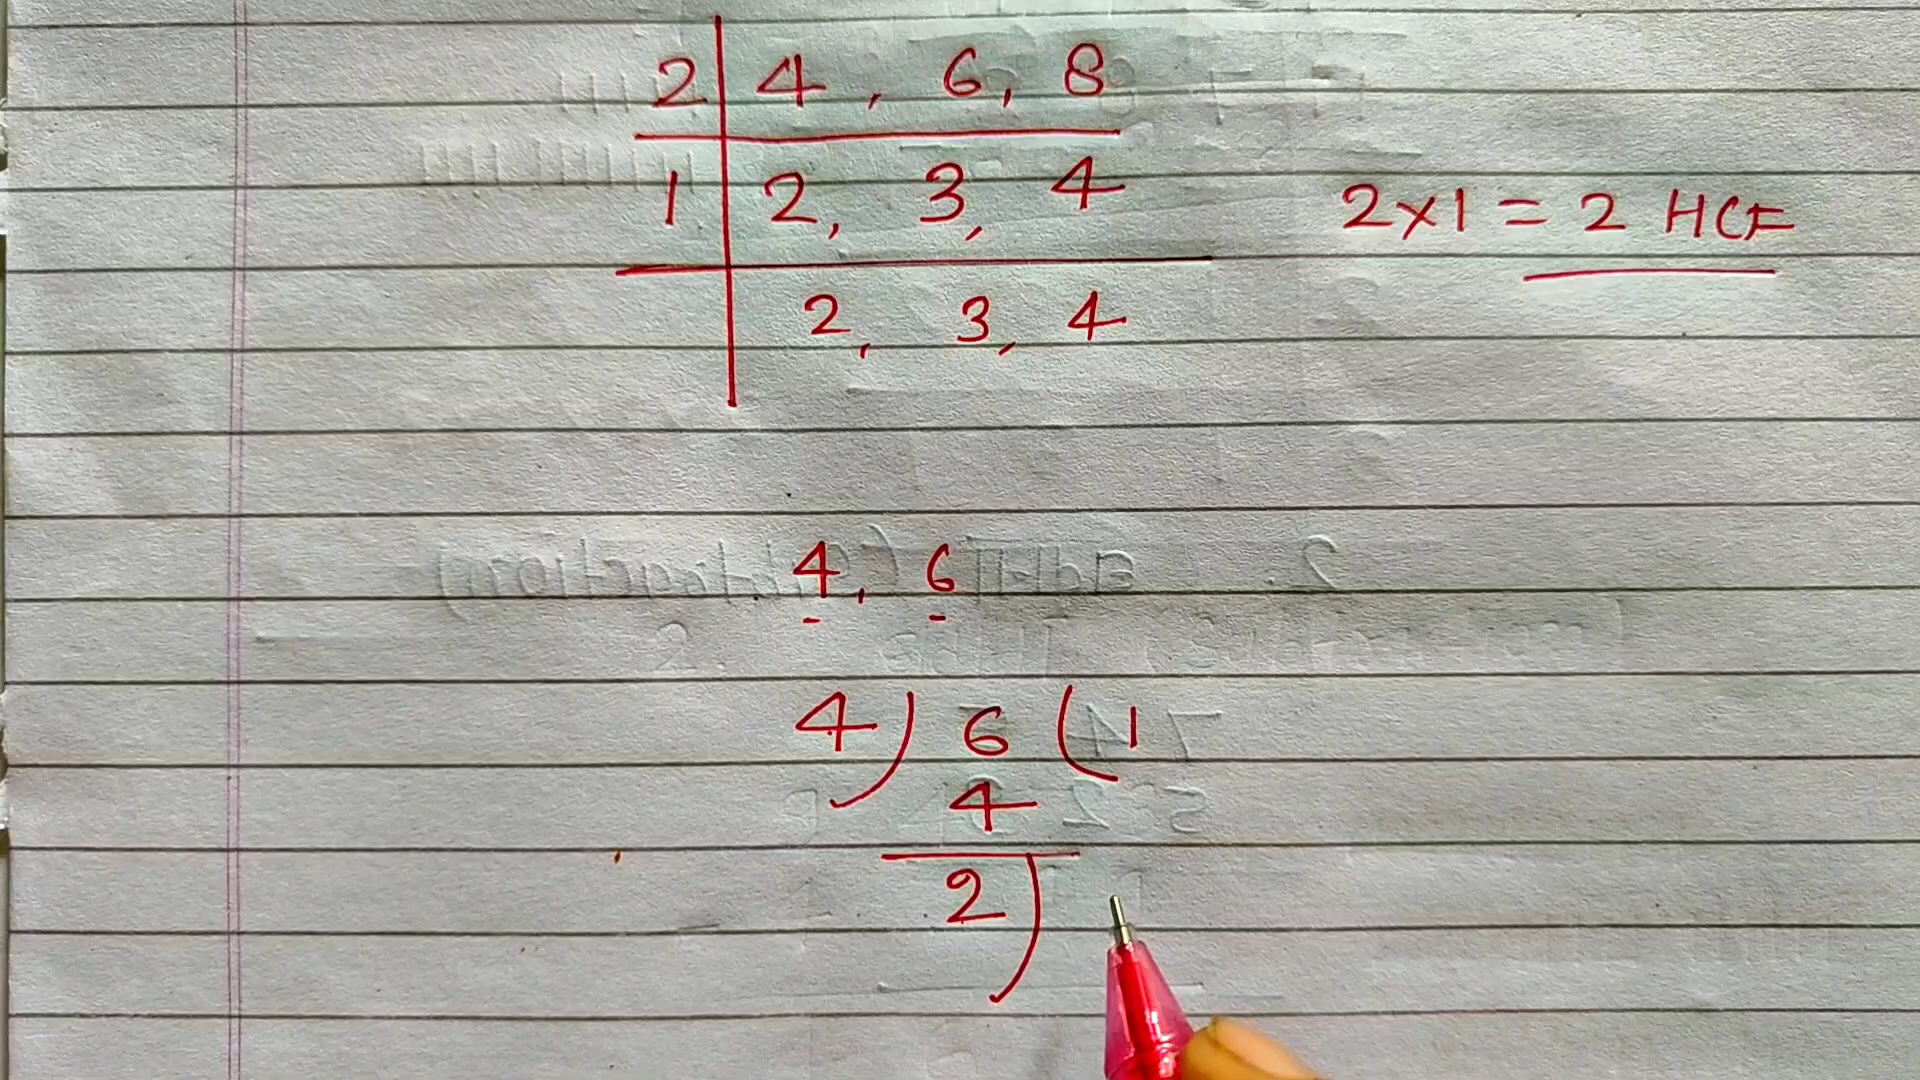 2 | 4 , 6 , 8
1 | 2, 3, 4
2×1 = 2 HCF
2, 3, 4
4, 6
4 ) 6 ( 1
4
2 )